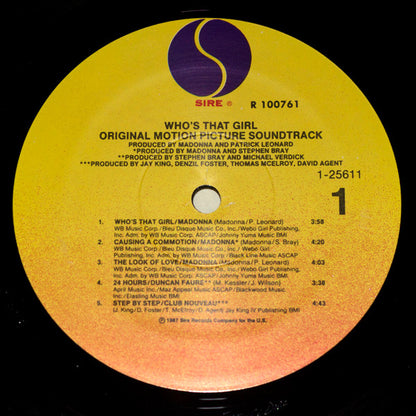 SIRE ®
R 100761
WHO'S THAT GIRL
ORIGINAL MOTION PICTURE SOUNDTRACK
PRODUCED BY MADONNA AND PATRICK LEONARD
*PRODUCED BY MADONNA AND STEPHEN BRAY
**PRODUCED BY STEPHEN BRAY AND MICHAEL VERDICK
***PRODUCED BY JAY KING, DENZIL FOSTER, THOMAS MCELROY, DAVID AGENT
1-25611
1
1. WHO'S THAT GIRL/MADONNA (Madonna/P. Leonard) 3:58
WB Music Corp./Bleu Disque Music Co., Inc./Webo Girl Publishing,
Inc. Adm. by WB Music Corp. ASCAP/Johnny Yuma Music BMI
2. CAUSING A COMMOTION/MADONNA* (Madonna/S. Bray) 4:20
WB Music Corp./Bleu Disque Music Co., Inc./Webo Girl
Publishing, Inc. Adm. by WB Music Corp./Black Lion Music ASCAP
3. THE LOOK OF LOVE/MADONNA (Madonna/P. Leonard) 4:03
WB Music Corp./Bleu Disque Music Co., Inc./Webo Girl Publishing,
Inc. Adm. by WB Music Corp. ASCAP/Johnny Yuma Music BMI
4. 24 HOURS/DUNCAN FAURE** (M. Kessler/J. Wilson) 3:38
April Music Inc./Maz Appeal Music ASCAP/Blackwood Music
Inc./Elasling Music BMI
5. STEP BY STEP/CLUB NOUVEAU*** 4:43
(J. King/D. Foster/T. McElroy/D. Agent) Jay King IV Publishing BMI
1987 Sire Records Company for the U.S.